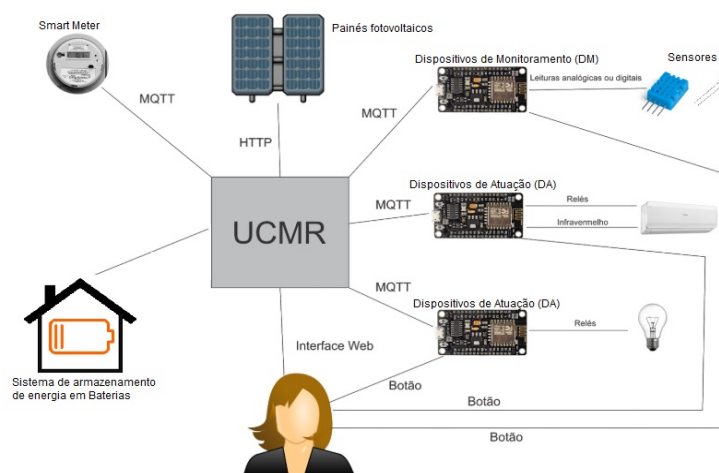 Smart Meter
Painés fotovoltaicos
Dispositivos de Monitoramento (DM)
Sensores
Leituras analógicas ou digitais
MQTT
MQTT
HTTP
Dispositivos de Atuação (DA)
Relés
MQTT
Infravermelho
UCMR
MQTT
Dispositivos de Atuação (DA)
Relés
Interface Web
Sistema de armazenamento
de energia em Baterias
Botão
Botão
Botão